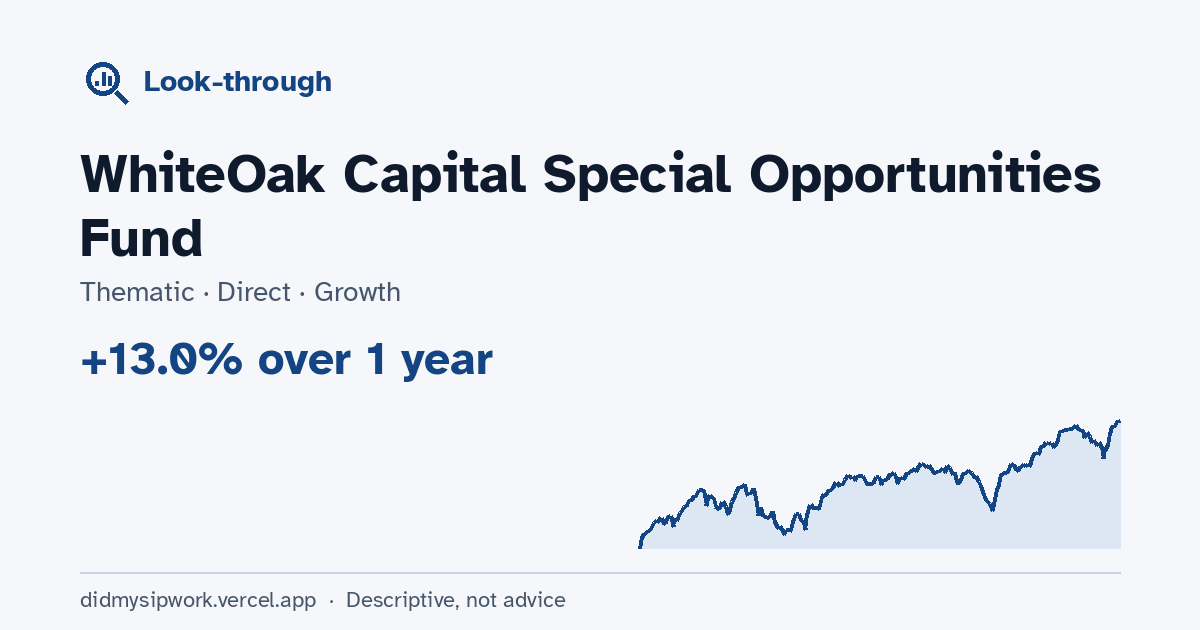 Look-through
WhiteOak Capital Special Opportunities
Fund
Thematic · Direct · Growth
+13.0% over 1 year
didmysipwork.vercel.app · Descriptive, not advice